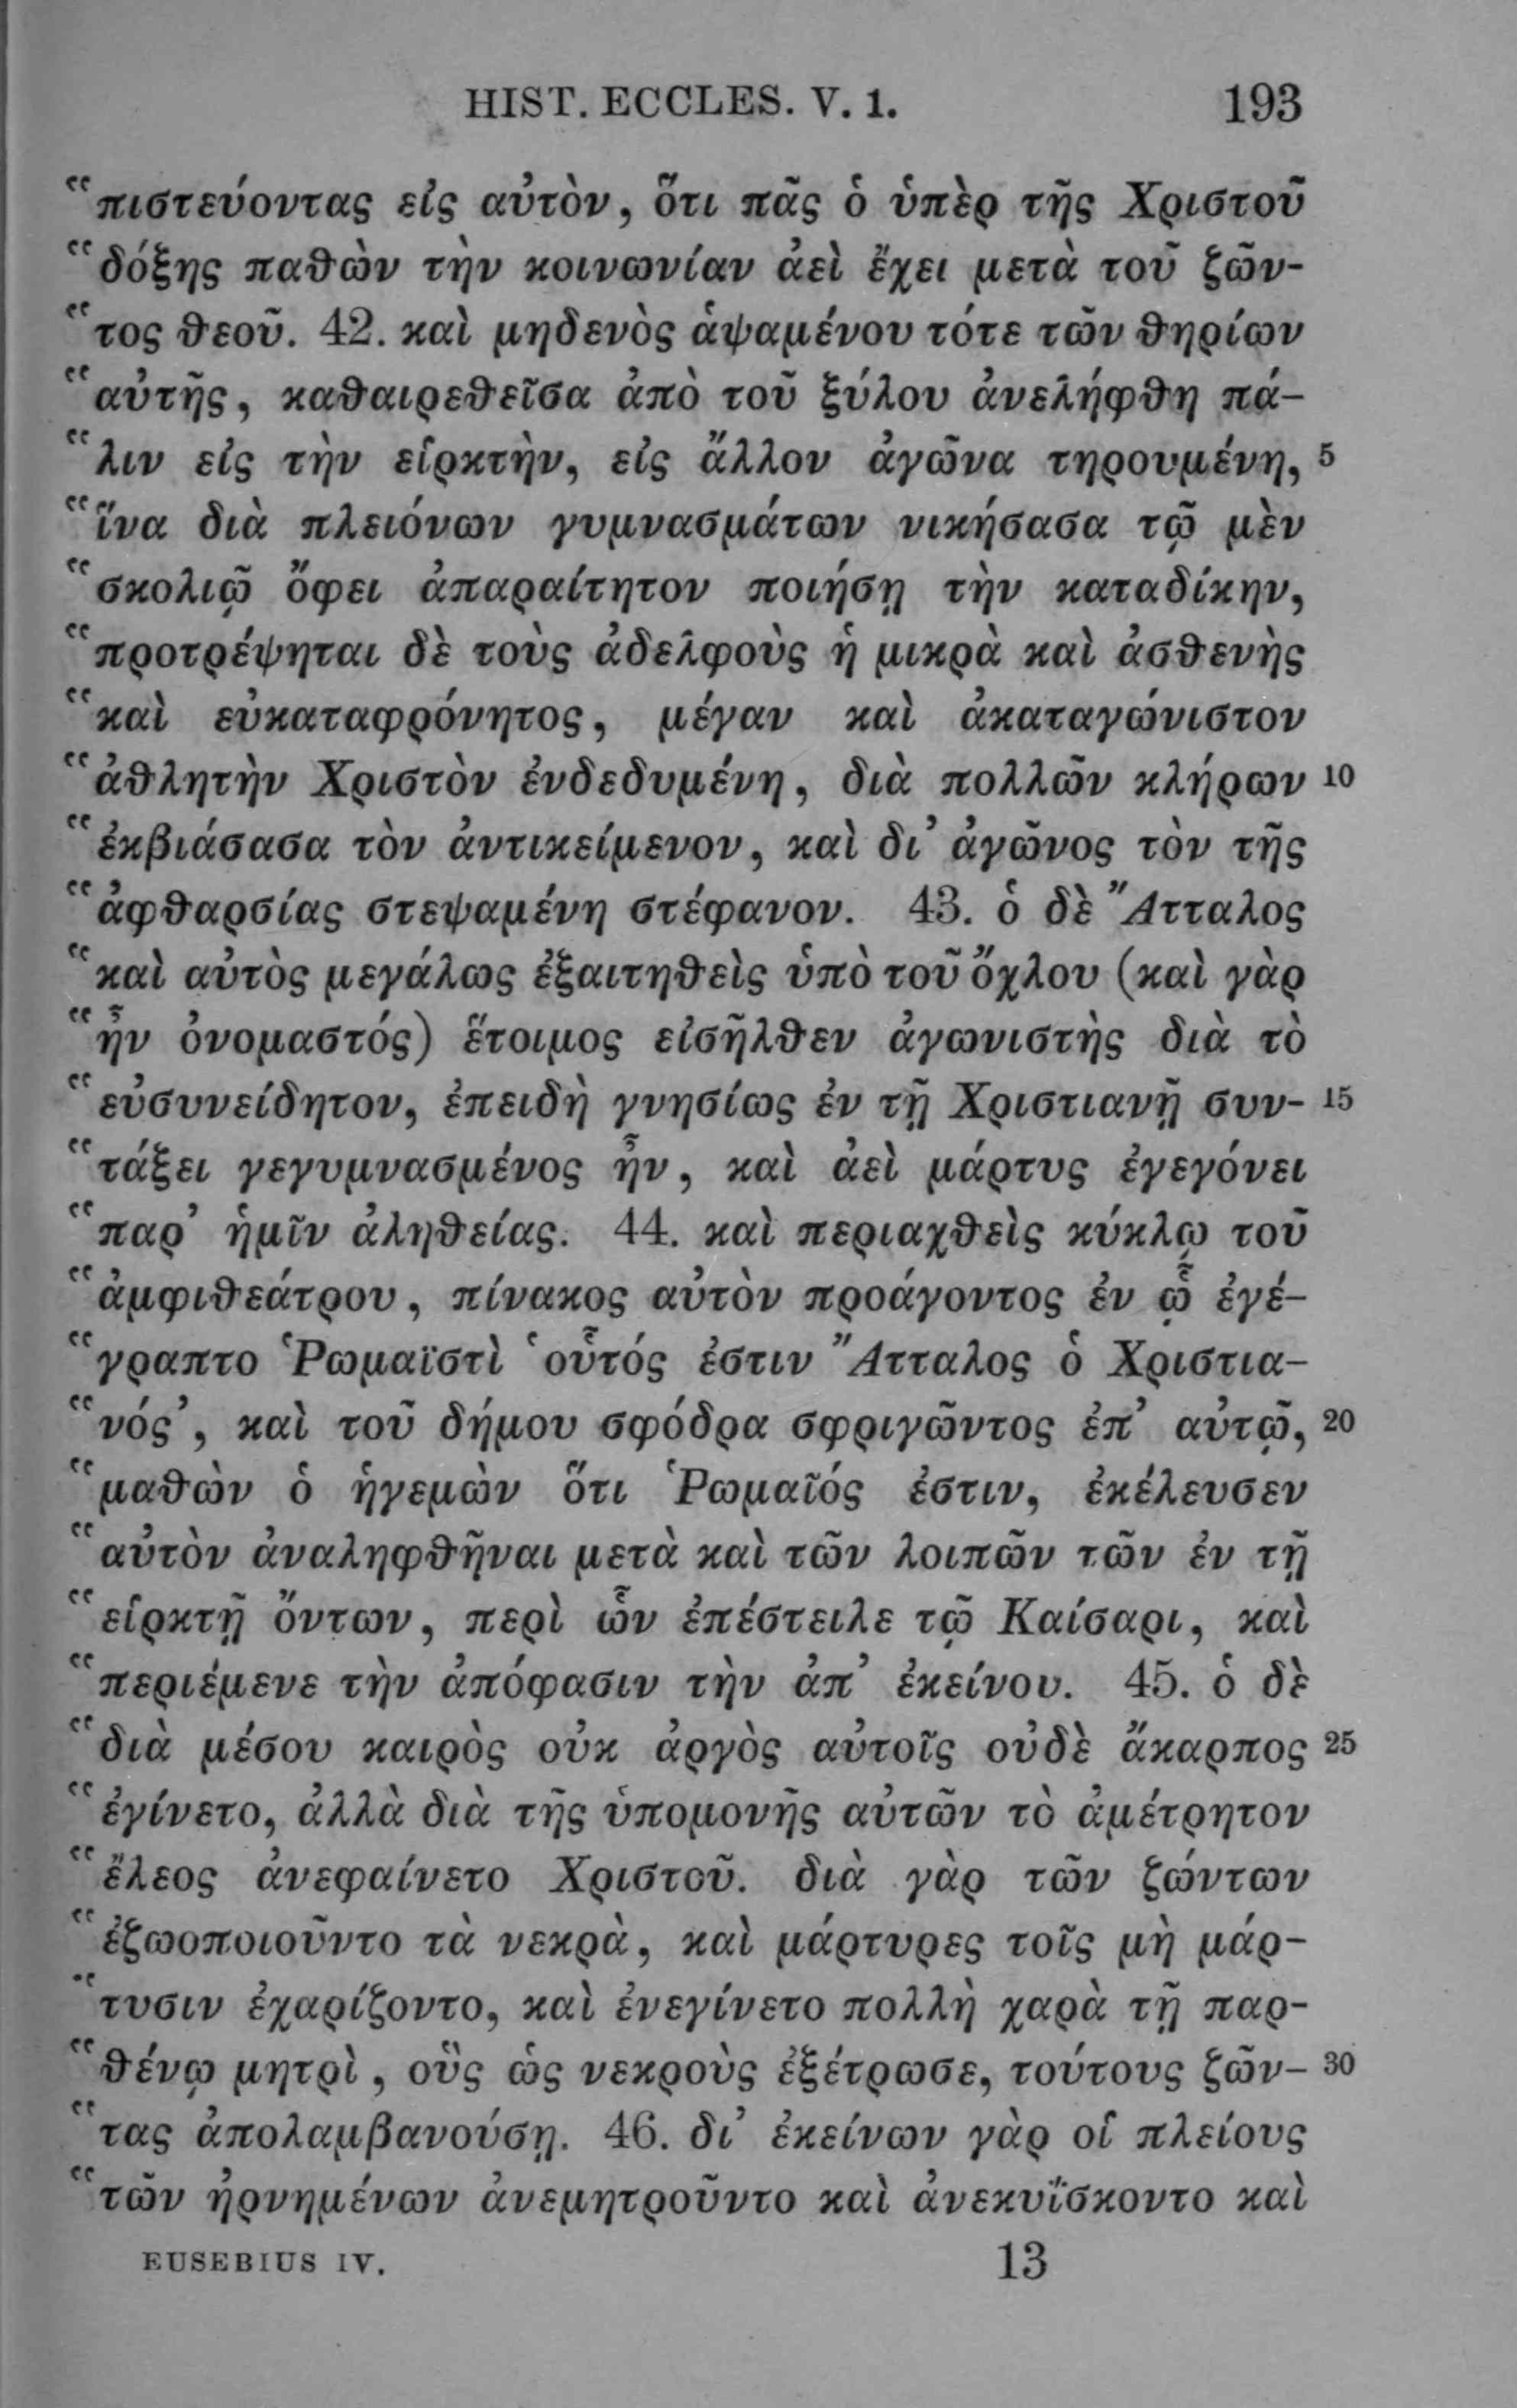 HIST. ECCLES. V. 1. 193
“πιστεύοντας εἰς αὐτὸν, ὅτι πᾶς ὁ ὑπὲρ τῆς Χριστοῦ
“δόξης παθὼν τὴν κοινωνίαν ἀεὶ ἔχει μετὰ τοῦ ζῶν-
“τος θεοῦ. 42. καὶ μηδενὸς ἁψαμένου τότε τῶν θηρίων
“αὐτῆς, καθαιρεθεῖσα ἀπὸ τοῦ ξύλου ἀνελήφθη πά-
“λιν εἰς τὴν εἱρκτὴν, εἰς ἄλλον ἀγῶνα τηρουμένη, 5
“ἵνα διὰ πλειόνων γυμνασμάτων νικήσασα τῷ μὲν
“σκολιῷ ὄφει ἀπαραίτητον ποιήσῃ τὴν καταδίκην,
“προτρέψηται δὲ τοὺς ἀδελφοὺς ἡ μικρὰ καὶ ἀσθενὴς
“καὶ εὐκαταφρόνητος, μέγαν καὶ ἀκαταγώνιστον
“ἀθλητὴν Χριστὸν ἐνδεδυμένη, διὰ πολλῶν κλήρων 10
“ἐκβιάσασα τὸν ἀντικείμενον, καὶ δι’ ἀγῶνος τὸν τῆς
“ἀφθαρσίας στεψαμένη στέφανον. 43. ὁ δὲ Ἄτταλος
“καὶ αὐτὸς μεγάλως ἐξαιτηθεὶς ὑπὸ τοῦ ὄχλου (καὶ γὰρ
“ἦν ὀνομαστός) ἕτοιμος εἰσῆλθεν ἀγωνιστὴς διὰ τὸ
“εὐσυνείδητον, ἐπειδὴ γνησίως ἐν τῇ Χριστιανῇ συν- 15
“τάξει γεγυμνασμένος ἦν, καὶ ἀεὶ μάρτυς ἐγεγόνει
“παρ’ ἡμῖν ἀληθείας. 44. καὶ περιαχθεὶς κύκλῳ τοῦ
“ἀμφιθεάτρου, πίνακος αὐτὸν προάγοντος ἐν ᾧ ἐγέ-
“γραπτο Ῥωμαϊστὶ ‘οὗτός ἐστιν Ἄτταλος ὁ Χριστια-
“νός’, καὶ τοῦ δήμου σφόδρα σφριγῶντος ἐπ’ αὐτῷ, 20
“μαθὼν ὁ ἡγεμὼν ὅτι Ῥωμαῖός ἐστιν, ἐκέλευσεν
“αὐτὸν ἀναληφθῆναι μετὰ καὶ τῶν λοιπῶν τῶν ἐν τῇ
“εἱρκτῇ ὄντων, περὶ ὧν ἐπέστειλε τῷ Καίσαρι, καὶ
“περιέμενε τὴν ἀπόφασιν τὴν ἀπ’ ἐκείνου. 45. ὁ δὲ
“διὰ μέσου καιρὸς οὐκ ἀργὸς αὐτοῖς οὐδὲ ἄκαρπος 25
“ἐγίνετο, ἀλλὰ διὰ τῆς ὑπομονῆς αὐτῶν τὸ ἀμέτρητον
“ἔλεος ἀνεφαίνετο Χριστοῦ. διὰ γὰρ τῶν ζώντων
“ἐζωοποιοῦντο τὰ νεκρὰ, καὶ μάρτυρες τοῖς μὴ μάρ-
“τυσιν ἐχαρίζοντο, καὶ ἐνεγίνετο πολλὴ χαρὰ τῇ παρ-
“θένῳ μητρὶ, οὓς ὡς νεκροὺς ἐξέτρωσε, τούτους ζῶν- 30
“τας ἀπολαμβανούσῃ. 46. δι’ ἐκείνων γὰρ οἱ πλείους
“τῶν ἠρνημένων ἀνεμητροῦντο καὶ ἀνεκυΐσκοντο καὶ
EUSEBIUS IV. 13